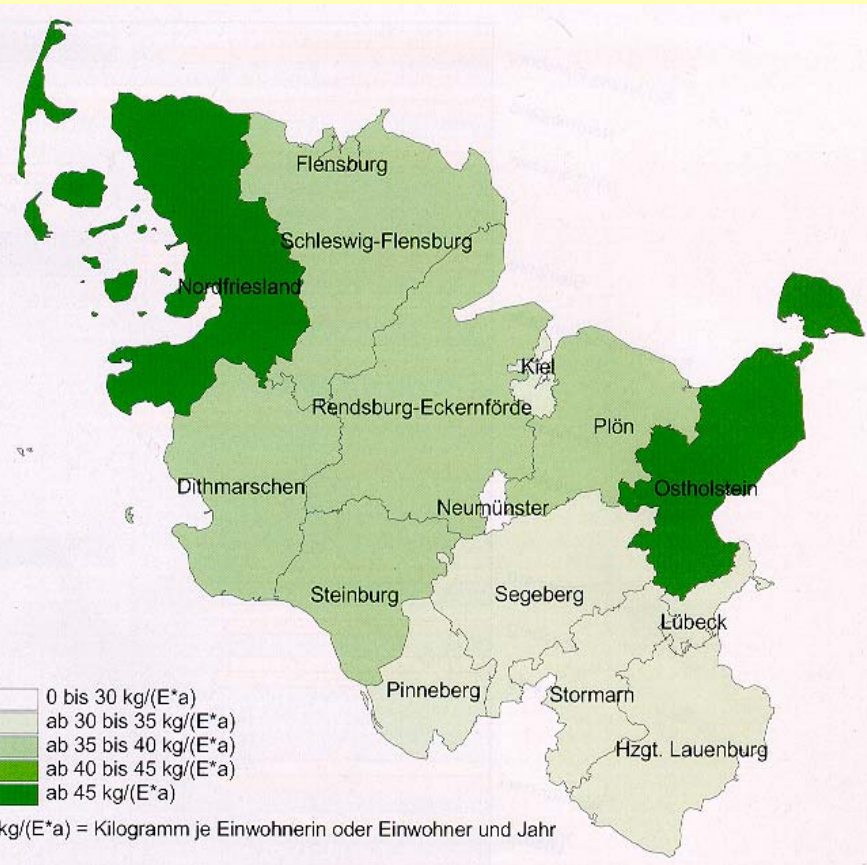 Flensburg
Schleswig-Flensburg
Nordfriesland
Kiel
Rendsburg-Eckernförde
Plön
Dithmarschen
Ostholstein
Neumünster
Steinburg
Segeberg
Lübeck
Pinneberg
Stormarn
Hzgt. Lauenburg
0 bis 30 kg/(E*a)
ab 30 bis 35 kg/(E*a)
ab 35 bis 40 kg/(E*a)
ab 40 bis 45 kg/(E*a)
ab 45 kg/(E*a)
kg/(E*a) = Kilogramm je Einwohnerin oder Einwohner und Jahr